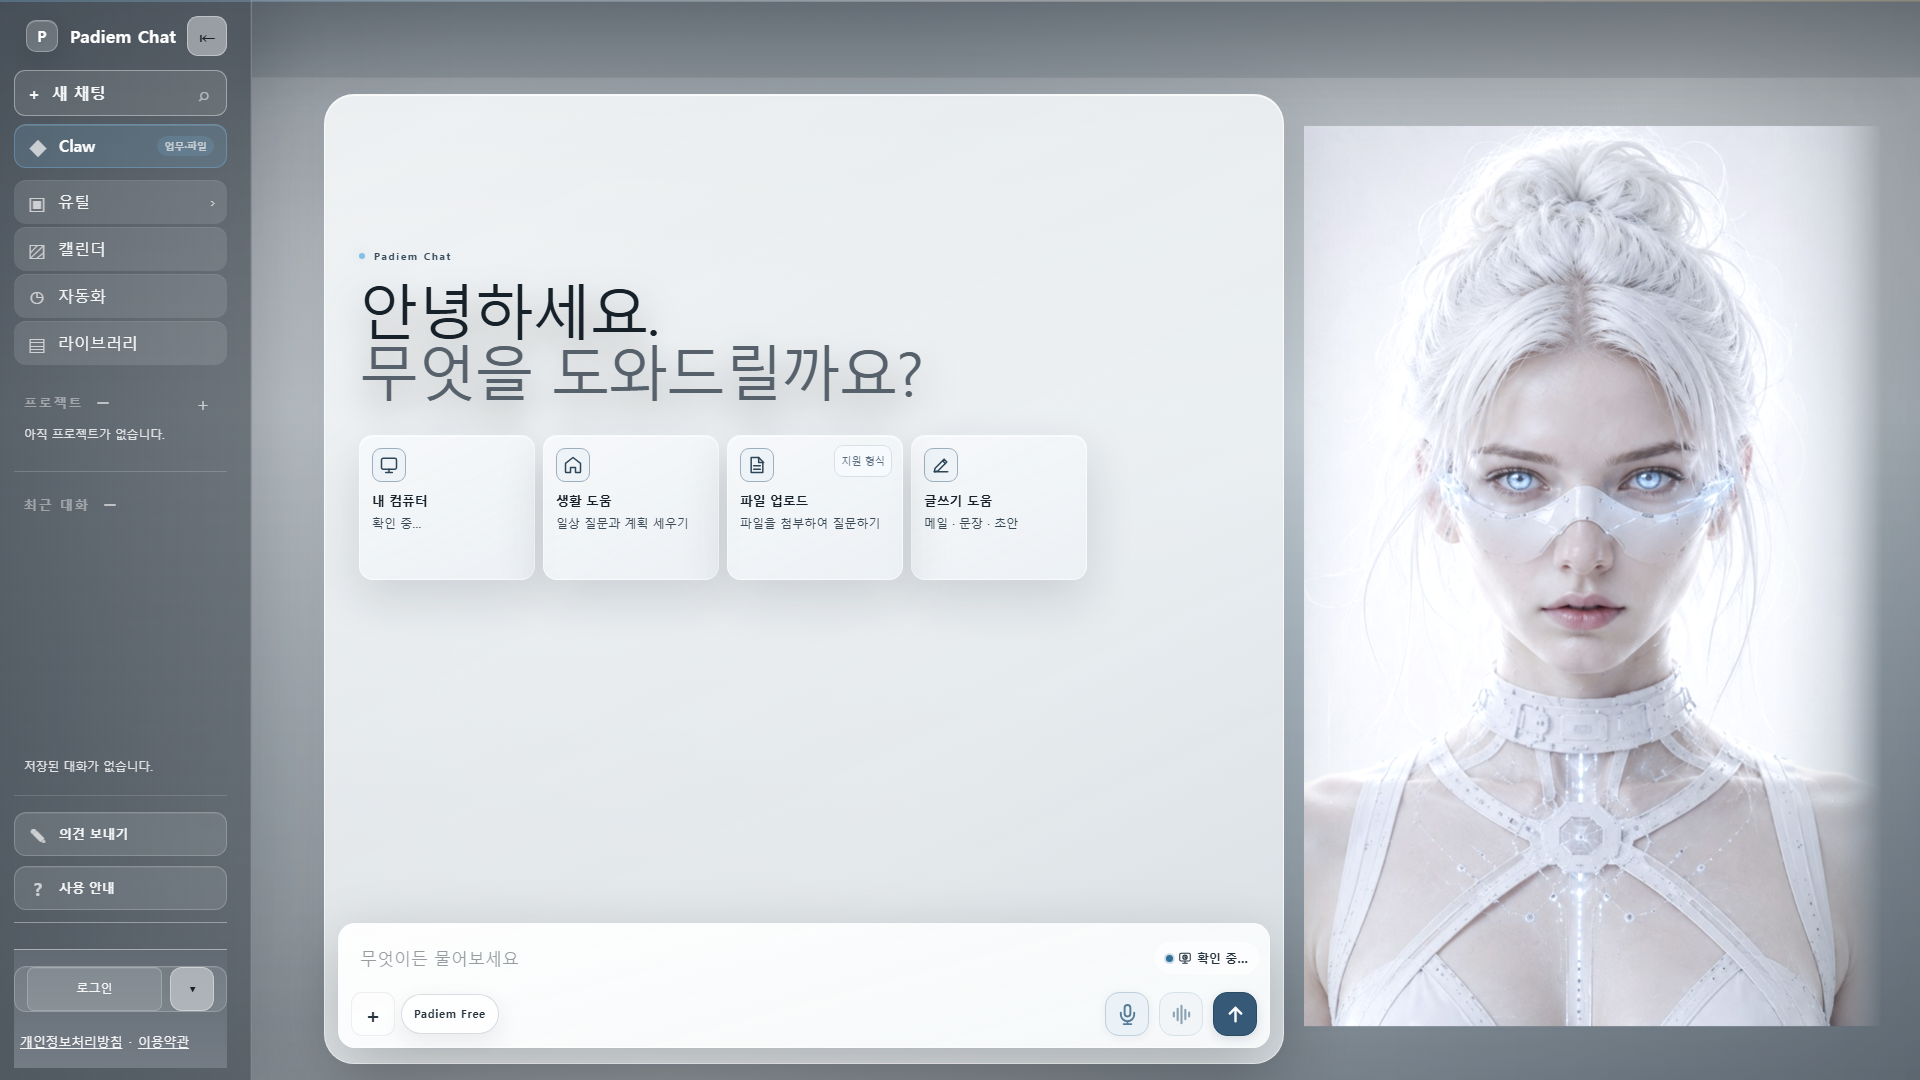 P Padiem Chat
+ 새 채팅
Claw 업무·파일
유틸
캘린더
자동화
라이브러리
프로젝트
아직 프로젝트가 없습니다.
최근 대화
저장된 대화가 없습니다.
의견 보내기
? 사용 안내
로그인
개인정보처리방침 · 이용약관
Padiem Chat
안녕하세요.
무엇을 도와드릴까요?
내 컴퓨터
확인 중...
생활 도움
일상 질문과 계획 세우기
지원 형식
파일 업로드
파일을 첨부하여 질문하기
글쓰기 도움
메일 · 문장 · 초안
무엇이든 물어보세요
확인 중...
+ Padiem Free